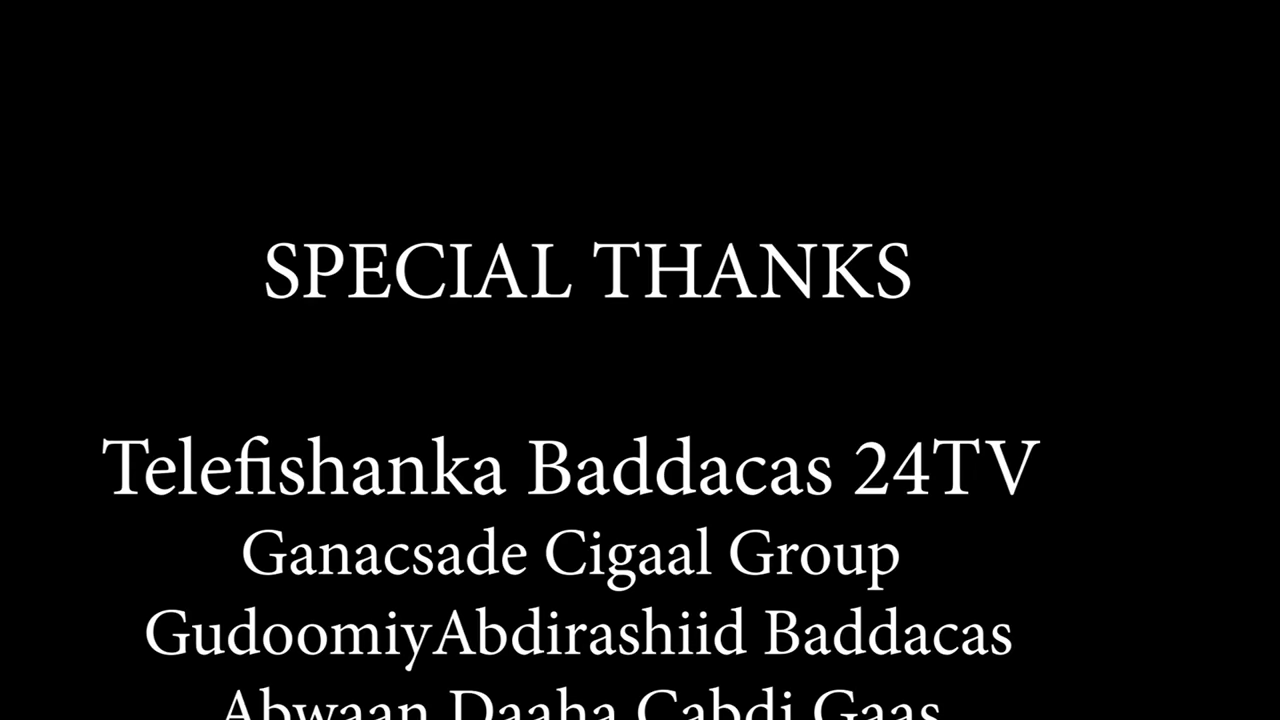 SPECIAL THANKS
Telefishanka Baddacas 24TV
Ganacsade Cigaal Group
GudoomiyAbdirashiid Baddacas
Abwaan Daaha Cabdi Gaas